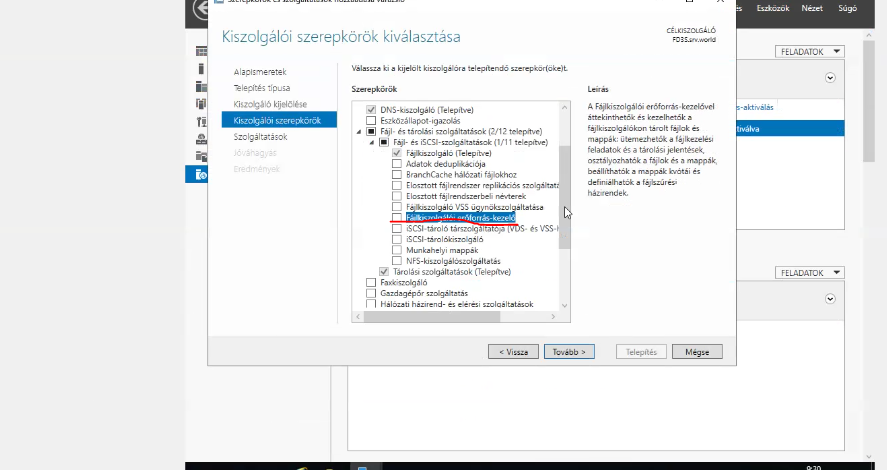 Szerepkörök és szolgáltatások hozzáadása varázsló
Eszközök Nézet Súgó
Kiszolgálói szerepkörök kiválasztása
CÉLKISZOLGÁLÓ
FD3S.srv.world
FELADATOK
Alapismeretek
Telepítés típusa
Kiszolgáló kijelölése
Kiszolgálói szerepkörök
Szolgáltatások
Jóváhagyás
Eredmények
Válassza ki a kijelölt kiszolgálóra telepítendő szerepkör(öke)t.
Szerepkörök
DNS-kiszolgáló (Telepítve)
Eszközállapot-igazolás
Fájl- és tárolási szolgáltatások (2/12 telepítve)
Fájl- és iSCSI-szolgáltatások (1/11 telepítve)
Fájlkiszolgáló (Telepítve)
Adatok deduplikációja
BranchCache hálózati fájlokhoz
Elosztott fájlrendszer replikációs szolgáltatá
Elosztott fájlrendszerbeli névterek
Fájlkiszolgáló VSS ügynökszolgáltatása
Fájlkiszolgálói erőforrás-kezelő
iSCSI-tároló társzolgáltatója (VDS- és VSS-h
iSCSI-tárolókiszolgáló
Munkahelyi mappák
NFS-kiszolgálószolgáltatás
Tárolási szolgáltatások (Telepítve)
Faxkiszolgáló
Gazdagépőr szolgáltatás
Hálózati házirend- és elérési szolgáltatások
Leírás
A Fájlkiszolgálói erőforrás-kezelővel
áttekinthetők és kezelhetők a
fájlkiszolgálókon tárolt fájlok és
mappák: ütemezhetők a fájlkezelési
feladatok és a tárolási jelentések,
osztályozhatók a fájlok és a mappák,
beállíthatók a mappák kvótái és
definiálhatók a fájlszűrési
házirendek.
s-aktiválás
tiválva
FELADATOK
< Vissza Tovább > Telepítés Mégse
9:30